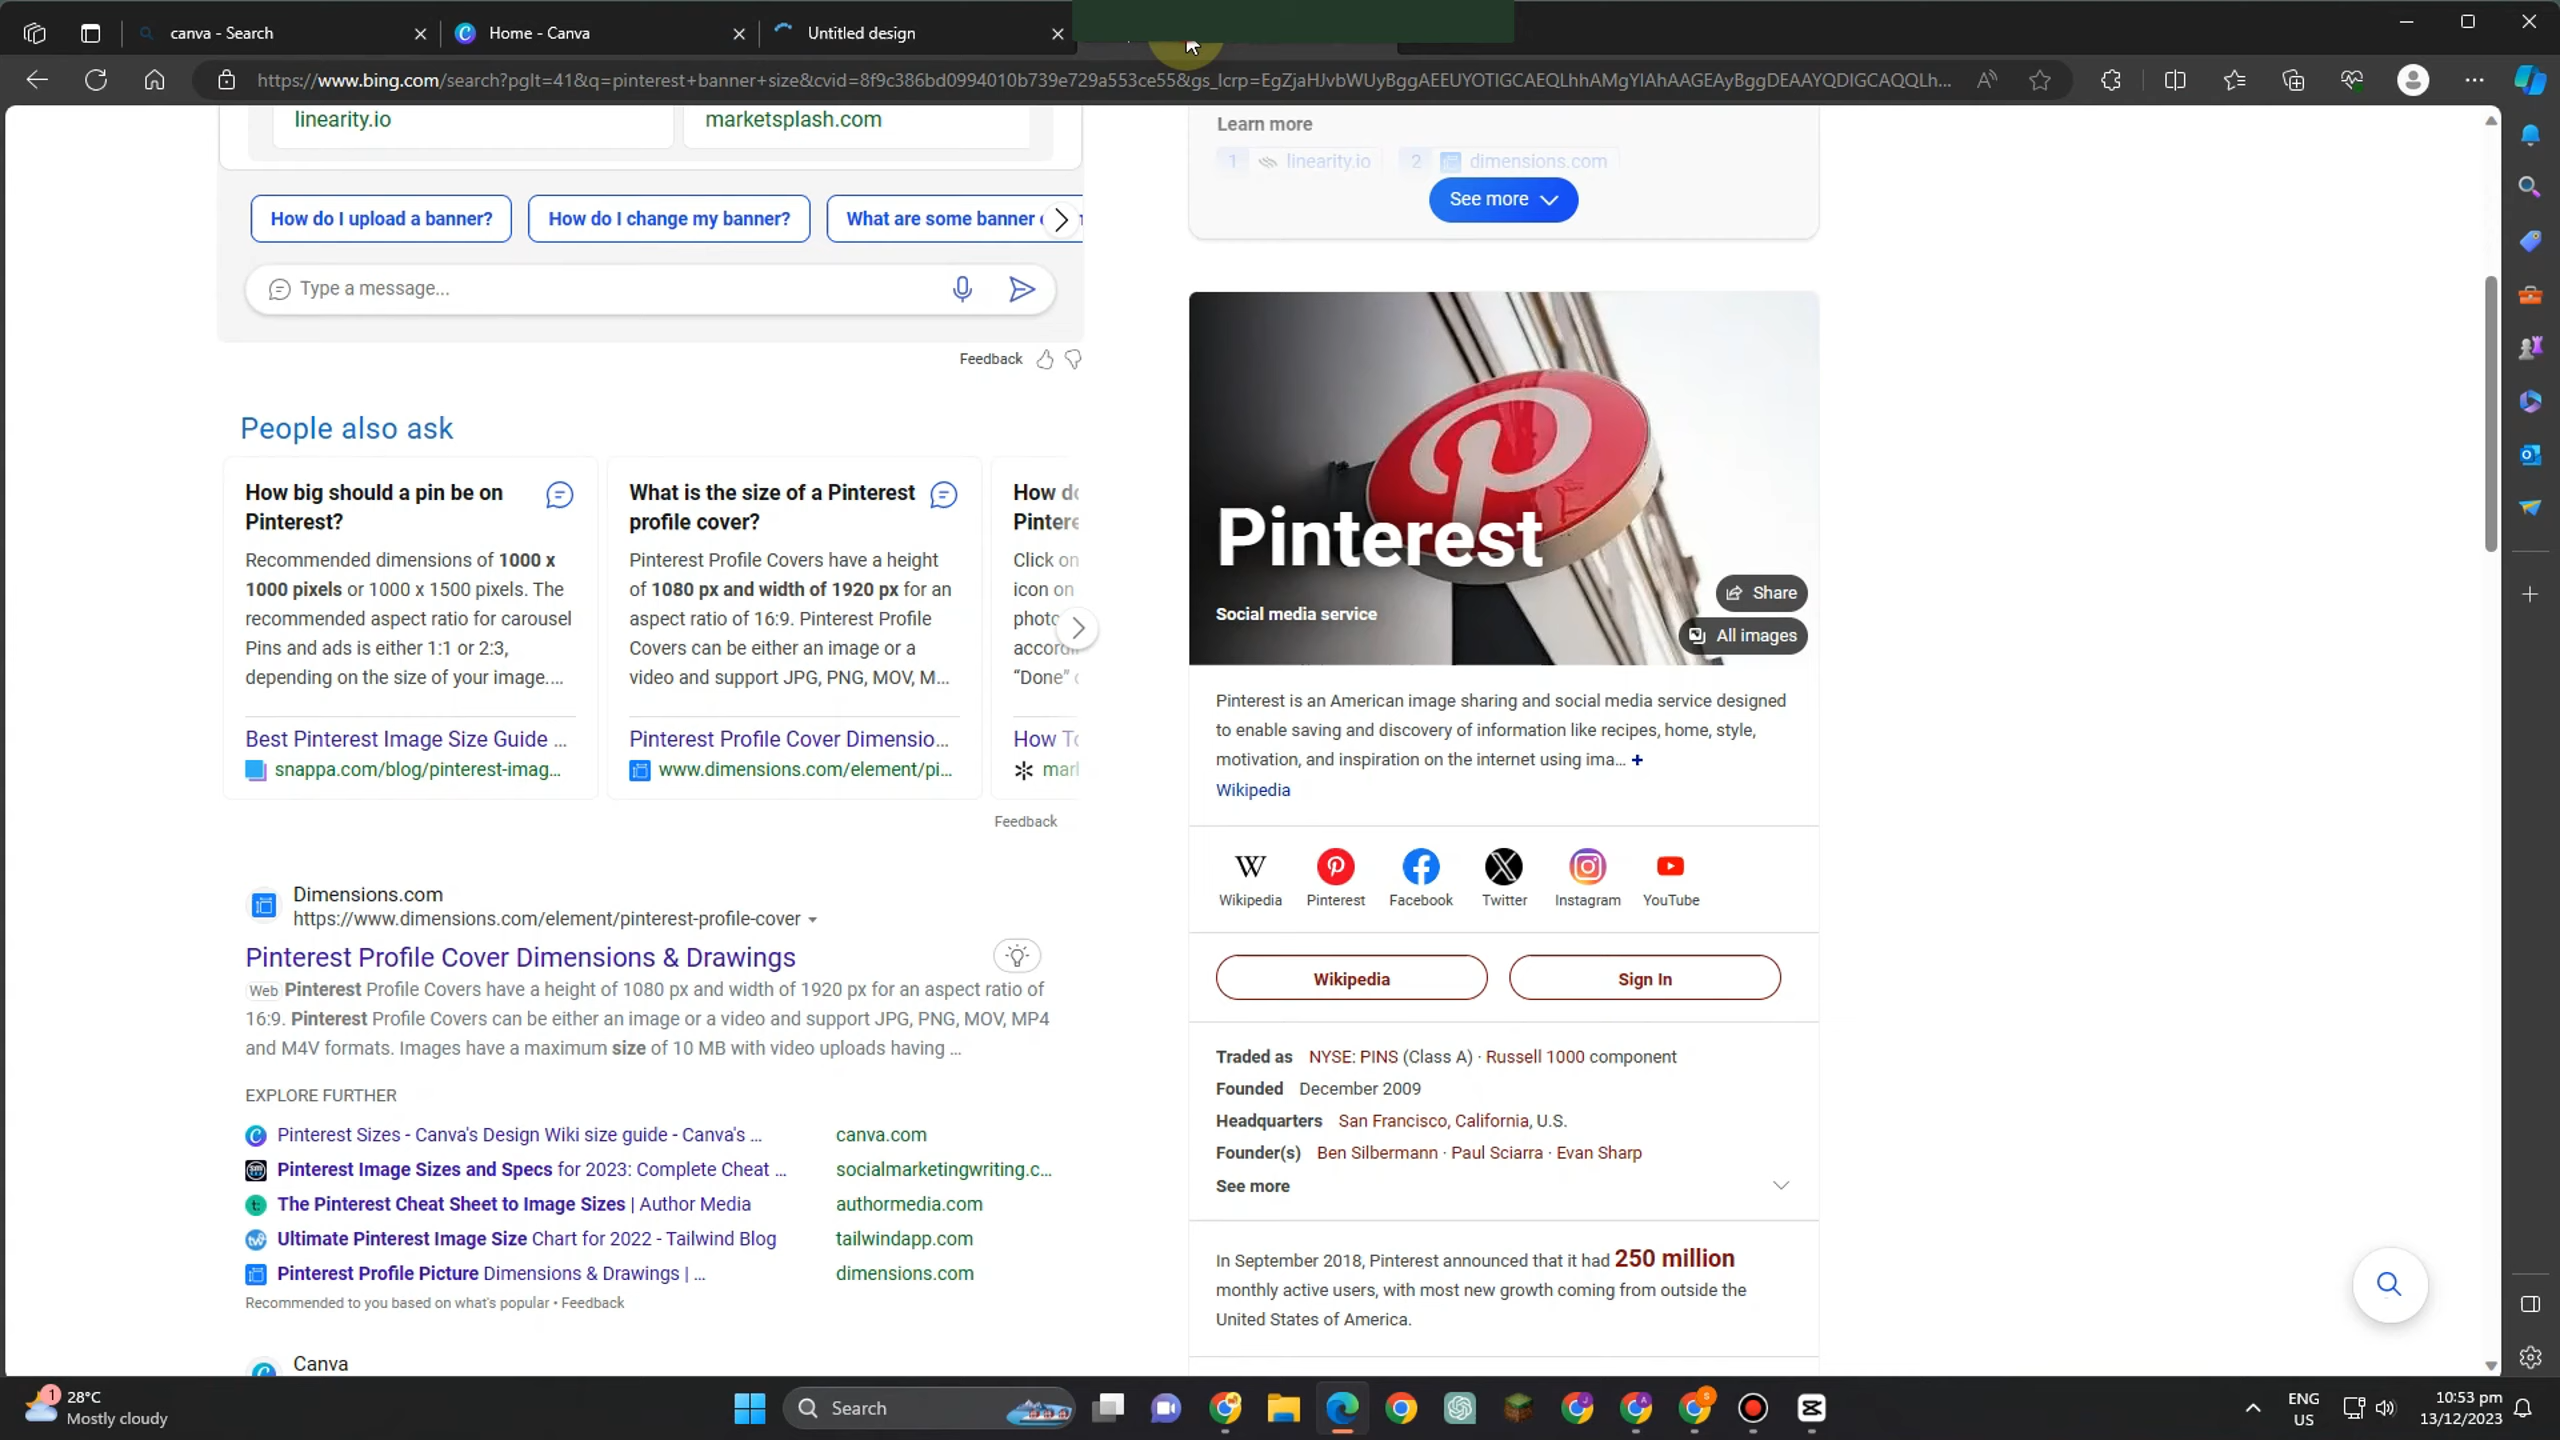 canva - Search
Home - Canva
Untitled design
https://www.bing.com/search?pglt=41&q=pinterest+banner+size&cvid=8f9c386bd0994010b739e729a553ce55&gs_lcrp=EgZjaHJvbWUyBggAEEUYOTIGCAEQLhhAMgYIAhAAGEAyBggDEAAYQDIGCAQQLh...
linearity.io
marketsplash.com
How do I upload a banner?
How do I change my banner?
What are some banner
Type a message...
Feedback
People also ask
How big should a pin be on
Pinterest?
Recommended dimensions of 1000 x
1000 pixels or 1000 x 1500 pixels. The
recommended aspect ratio for carousel
Pins and ads is either 1:1 or 2:3,
depending on the size of your image....
Best Pinterest Image Size Guide ...
snappa.com/blog/pinterest-imag...
What is the size of a Pinterest
profile cover?
Pinterest Profile Covers have a height
of 1080 px and width of 1920 px for an
aspect ratio of 16:9. Pinterest Profile
Covers can be either an image or a
video and support JPG, PNG, MOV, M...
Pinterest Profile Cover Dimensio...
www.dimensions.com/element/pi...
How
Click on
icon on
"Done"
How
Feedback
Dimensions.com
https://www.dimensions.com/element/pinterest-profile-cover
Pinterest Profile Cover Dimensions & Drawings
Web Pinterest Profile Covers have a height of 1080 px and width of 1920 px for an aspect ratio of
16:9. Pinterest Profile Covers can be either an image or a video and support JPG, PNG, MOV, MP4
and M4V formats. Images have a maximum size of 10 MB with video uploads having ...
EXPLORE FURTHER
Pinterest Sizes - Canva's Design Wiki size guide - Canva's ... canva.com
Pinterest Image Sizes and Specs for 2023: Complete Cheat ... socialmarketingwriting.c...
The Pinterest Cheat Sheet to Image Sizes | Author Media authormedia.com
Ultimate Pinterest Image Size Chart for 2022 - Tailwind Blog tailwindapp.com
Pinterest Profile Picture Dimensions & Drawings | ... dimensions.com
Recommended to you based on what's popular • Feedback
Canva
Learn more
1 linearity.io 2 dimensions.com
See more
Pinterest
Social media service
Share
All images
Pinterest is an American image sharing and social media service designed
to enable saving and discovery of information like recipes, home, style,
motivation, and inspiration on the internet using ima... +
Wikipedia
Wikipedia Pinterest Facebook Twitter Instagram YouTube
Wikipedia
Sign In
Traded as NYSE: PINS (Class A) · Russell 1000 component
Founded December 2009
Headquarters San Francisco, California, U.S.
Founder(s) Ben Silbermann · Paul Sciarra · Evan Sharp
See more
In September 2018, Pinterest announced that it had 250 million
monthly active users, with most new growth coming from outside the
United States of America.
1 28°C
Mostly cloudy
Search
ENG
US
10:53 pm
13/12/2023